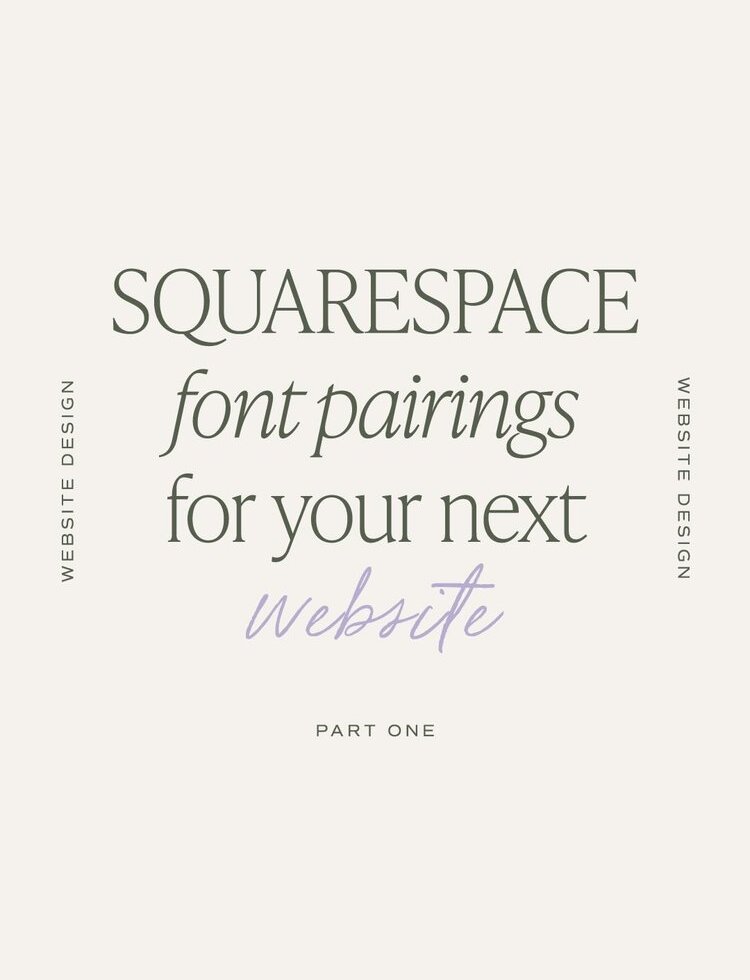 SQUARESPACE
font pairings
for your next
website
WEBSITE DESIGN
WEBSITE DESIGN
PART ONE